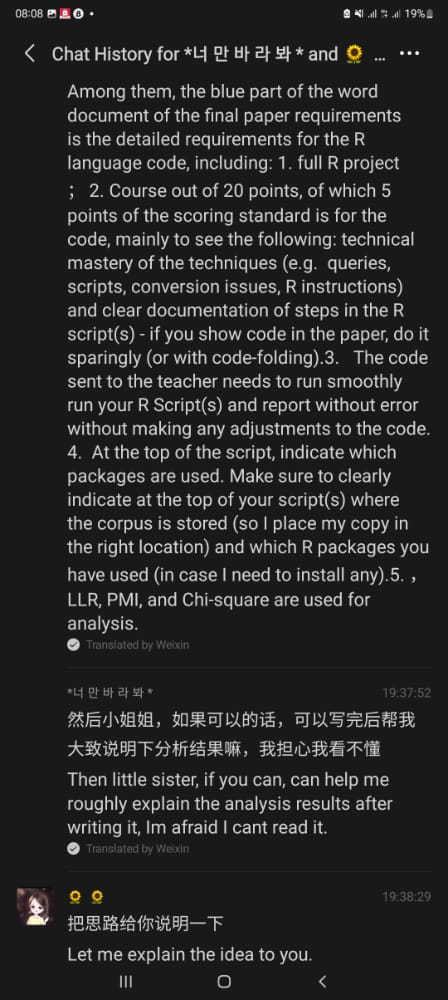 08:08
19%
Chat History for *너 만 바 라 봐 * and 🌻 ...
Among them, the blue part of the word
document of the final paper requirements
is the detailed requirements for the R
language code, including: 1. full R project
； 2. Course out of 20 points, of which 5
points of the scoring standard is for the
code, mainly to see the following: technical
mastery of the techniques (e.g.  queries,
scripts, conversion issues, R instructions)
and clear documentation of steps in the R
script(s) - if you show code in the paper, do it
sparingly (or with code-folding).3.   The code
sent to the teacher needs to run smoothly
run your R Script(s) and report without error
without making any adjustments to the code.
4.  At the top of the script, indicate which
packages are used. Make sure to clearly
indicate at the top of your script(s) where
the corpus is stored (so I place my copy in
the right location) and which R packages you
have used (in case I need to install any).5. ，
LLR, PMI, and Chi-square are used for
analysis.
Translated by Weixin
*너 만 바 라 봐 *
19:37:52
然后小姐姐，如果可以的话，可以写完后帮我
大致说明下分析结果嘛，我担心我看不懂
Then little sister, if you can, can help me
roughly explain the analysis results after
writing it, Im afraid I cant read it.
Translated by Weixin
🌻 🌻
19:38:29
把思路给你说明一下
Let me explain the idea to you.